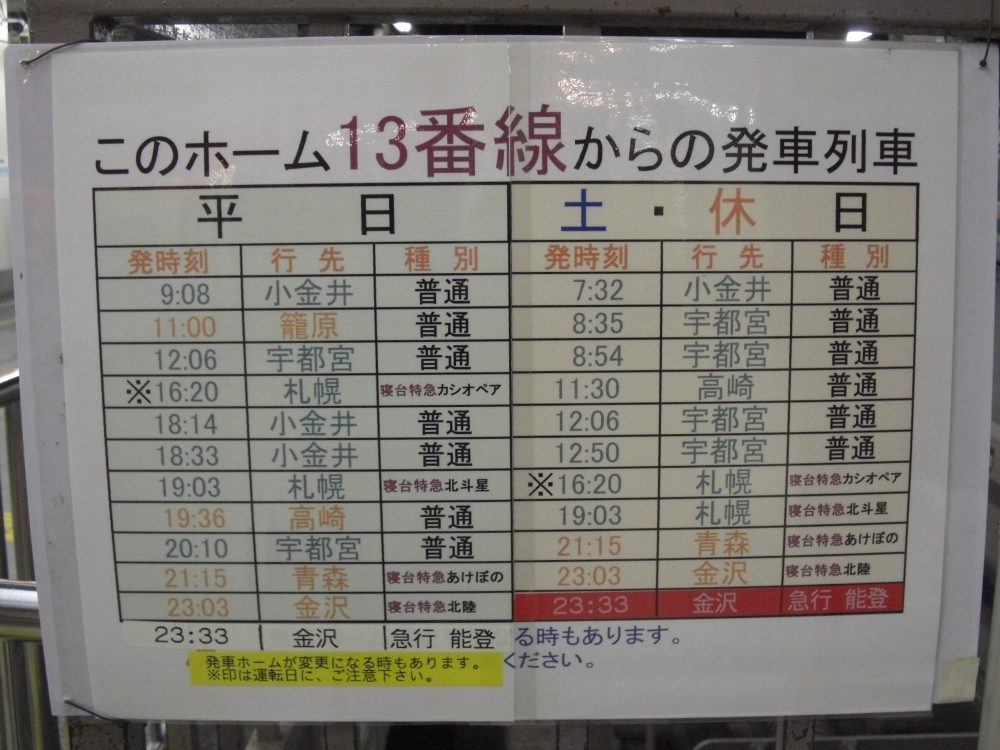 このホーム13番線からの発車列車
平日 土・休日
発時刻 行先 種別 発時刻 行先 種別
9:08 小金井 普通 7:32 小金井 普通
11:00 籠原 普通 8:35 宇都宮 普通
12:06 宇都宮 普通 8:54 宇都宮 普通
※16:20 札幌 寝台特急カシオペア 11:30 高崎 普通
18:14 小金井 普通 12:06 宇都宮 普通
18:33 小金井 普通 12:50 宇都宮 普通
19:03 札幌 寝台特急北斗星 ※16:20 札幌 寝台特急カシオペア
19:36 高崎 普通 19:03 札幌 寝台特急北斗星
20:10 宇都宮 普通 21:15 青森 寝台特急あけぼの
21:15 青森 寝台特急あけぼの 23:03 金沢 寝台特急北陸
23:03 金沢 寝台特急北陸 23:33 金沢 急行 能登
23:33 金沢 急行 能登 る時もあります。
発車ホームが変更になる時もあります。 ください。
※印は運転日に、ご注意下さい。